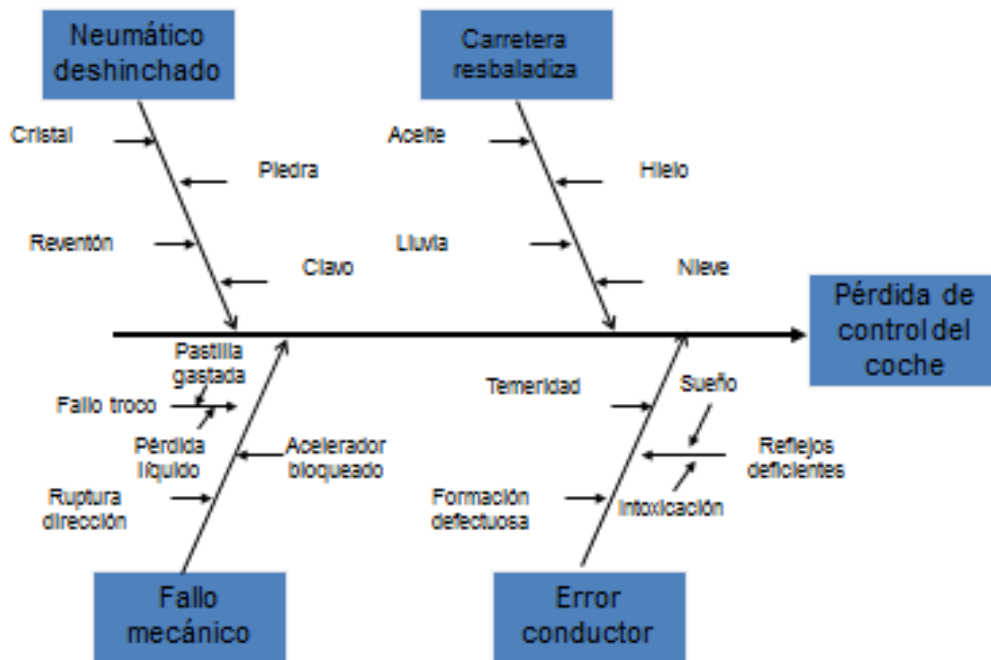 Neumático
deshinchado
Carretera
resbaladiza
Cristal
Piedra
Reventón
Clavo
Aceite
Hielo
Lluvia
Nieve
Pérdida de
control del
coche
Pastilla
gastada
Fallo troco
Pérdida
líquido
Acelerador
bloqueado
Ruptura
dirección
Temeridad
Sueño
Reflejos
deficientes
Intoxicación
Formación
defectuosa
Fallo
mecánico
Error
conductor